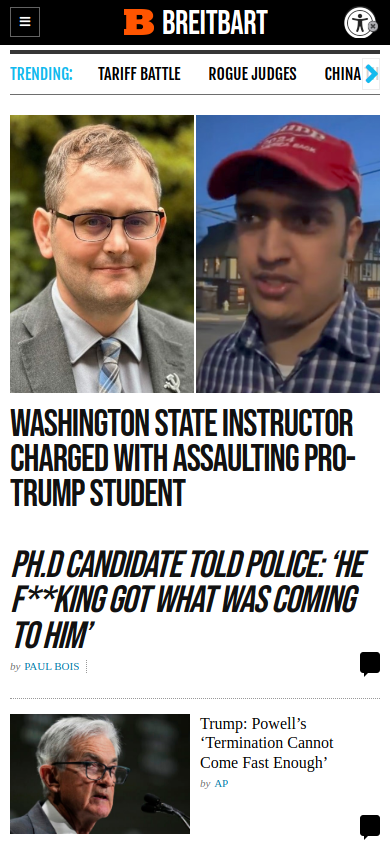 B BREITBART
TRENDING: TARIFF BATTLE ROGUE JUDGES CHINA
WASHINGTON STATE INSTRUCTOR
CHARGED WITH ASSAULTING PRO-
TRUMP STUDENT
PH.D CANDIDATE TOLD POLICE: ‘HE
F**KING GOT WHAT WAS COMING
TO HIM’
by PAUL BOIS
Trump: Powell’s
‘Termination Cannot
Come Fast Enough’
by AP